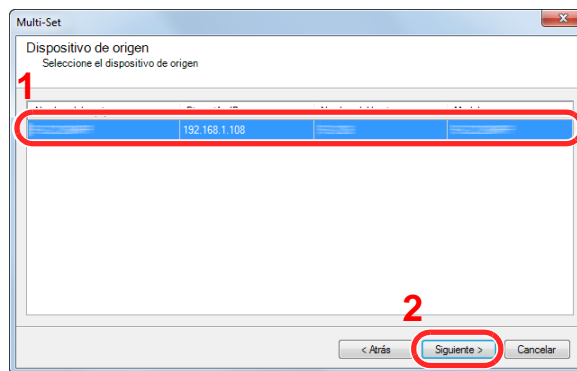 Multi-Set
Dispositivo de origen
Seleccione el dispositivo de origen
1
192.168.1.108
2
< Atrás
Siguiente >
Cancelar